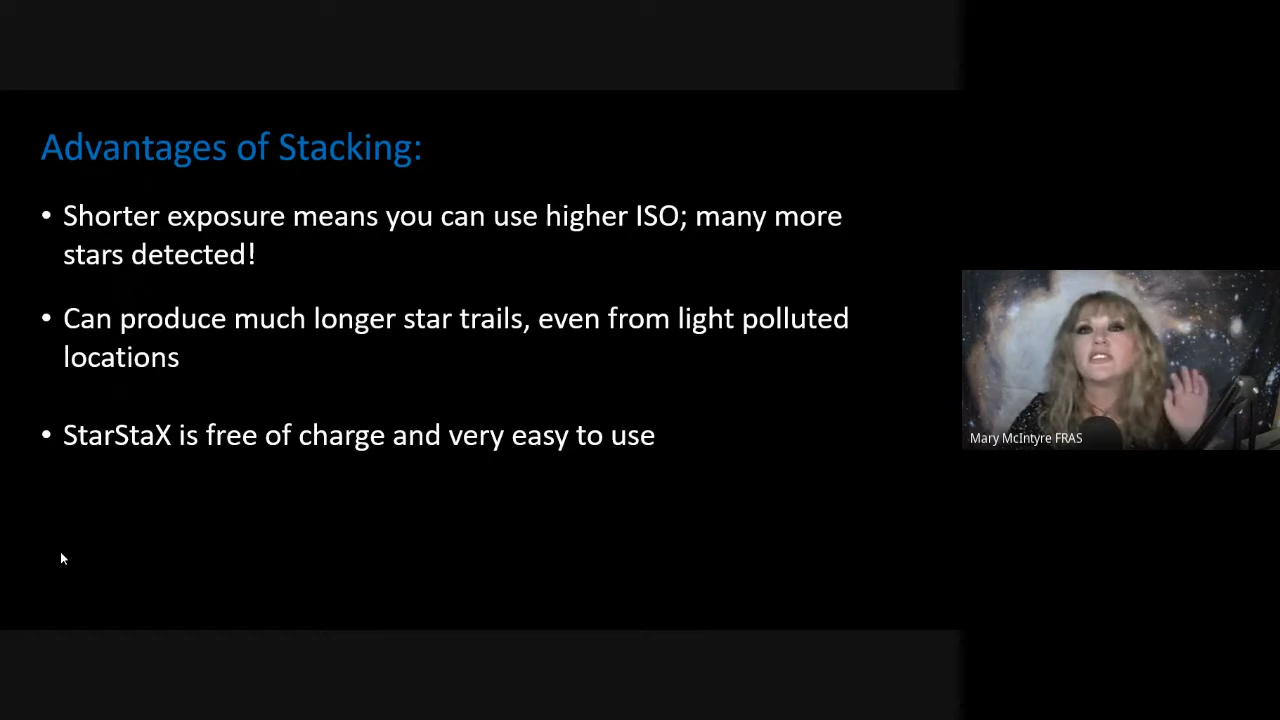 Advantages of Stacking:
• Shorter exposure means you can use higher ISO; many more
stars detected!
• Can produce much longer star trails, even from light polluted
locations
• StarStaX is free of charge and very easy to use
Mary McIntyre FRAS